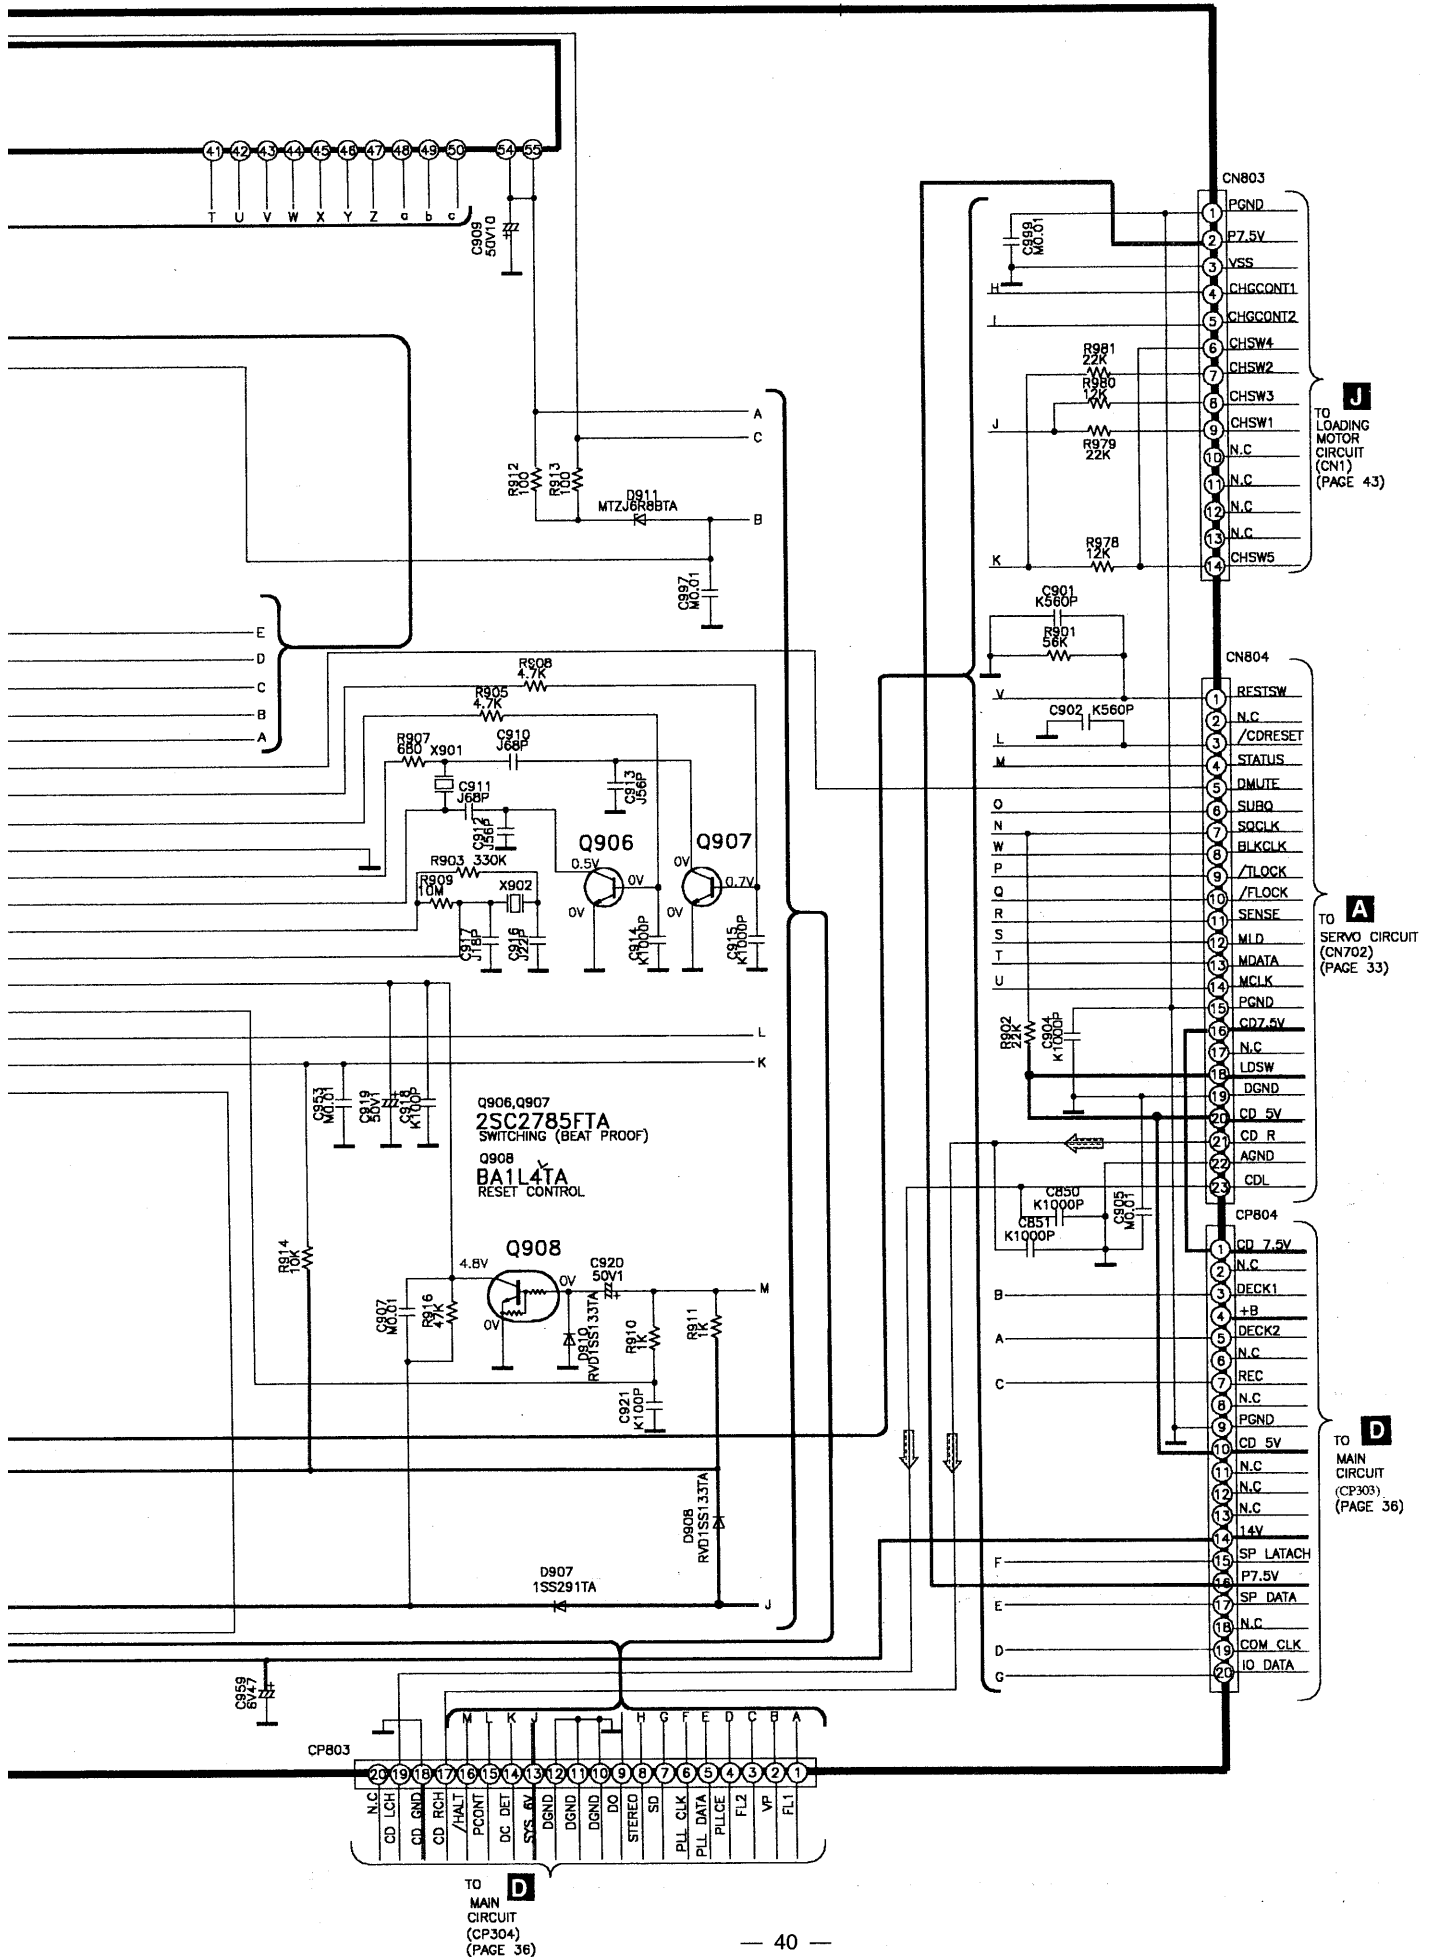 41 42 43 44 45 46 47 48 49 50 54 55
T U V W X Y Z a b c
C909
50V10
A
C
R912
100
R913
100
D911
MTZJ6R8BTA
B
C997
M0.01
E
D
C
B
A
R908
4.7K
R905
4.7K
R907
680
X901
C910
J68P
C911
J68P
C912
J56P
C913
J56P
Q906
Q907
0.5V
0V
0V
0V
0.7V
R903 330K
R909
10M
X902
C917
J18P
C916
J22P
C914
K1000P
C915
K1000P
L
K
C953
M0.01
C919
50V1
C918
K100P
Q906,Q907
2SC2785FTA
SWITCHING (BEAT PROOF)
Q908
BA1L4TA
RESET CONTROL
R914
10K
Q908
4.8V
0V
0V
C907
M0.01
R916
47K
C920
50V1
D910
RVD1SS133TA
R910
1K
R911
1K
M
C921
K100P
D908
RVD1SS133TA
D907
1SS291TA
J
C959
6V47
CN803
1 PGND
2 P7.5V
3 VSS
4 CHGCONT1
5 CHGCONT2
6 CHSW4
7 CHSW2
8 CHSW3
9 CHSW1
10 N.C
11 N.C
12 N.C
13 N.C
14 CHSW5
C999
M0.01
H
I
R981
22K
R980
12K
J
R979
22K
K
R978
12K
J
TO
LOADING
MOTOR
CIRCUIT
(CN1)
(PAGE 43)
C901
K560P
R901
56K
V
C902 K560P
L
M
O
N
W
P
Q
R
S
T
U
CN804
1 RESTSW
2 N.C
3 /CDRESET
4 STATUS
5 DMUTE
6 SUBQ
7 SQCLK
8 BLKCLK
9 /TLOCK
10 /FLOCK
11 SENSE
12 MLD
13 MDATA
14 MCLK
15 PGND
16 CD7.5V
17 N.C
18 LDSW
19 DGND
20 CD 5V
21 CD R
22 AGND
23 CDL
R902
22K
C904
K1000P
C850
K1000P
C851
K1000P
C905
M0.01
TO A
SERVO CIRCUIT
(CN702)
(PAGE 33)
CP804
1 CD 7.5V
2 N.C
3 DECK1
4 +B
5 DECK2
6 N.C
7 REC
8 N.C
9 PGND
10 CD 5V
11 N.C
12 N.C
13 N.C
14 14V
15 SP LATACH
16 P7.5V
17 SP DATA
18 N.C
19 COM CLK
20 IO DATA
B
A
C
F
E
D
G
TO D
MAIN
CIRCUIT
(CP303)
(PAGE 36)
CP803
M L K J H G F E D C B A
20 19 18 17 16 15 14 13 12 11 10 9 8 7 6 5 4 3 2 1
N.C
CD LCH
CD GND
CD RCH
/HALT
PCONT
DC DET
SYS 6V
DGND
DGND
DGND
DO
STEREO
SD
PLL CLK
PLL DATA
PLLCE
FL2
VP
FL1
TO D
MAIN
CIRCUIT
(CP304)
(PAGE 36)
— 40 —